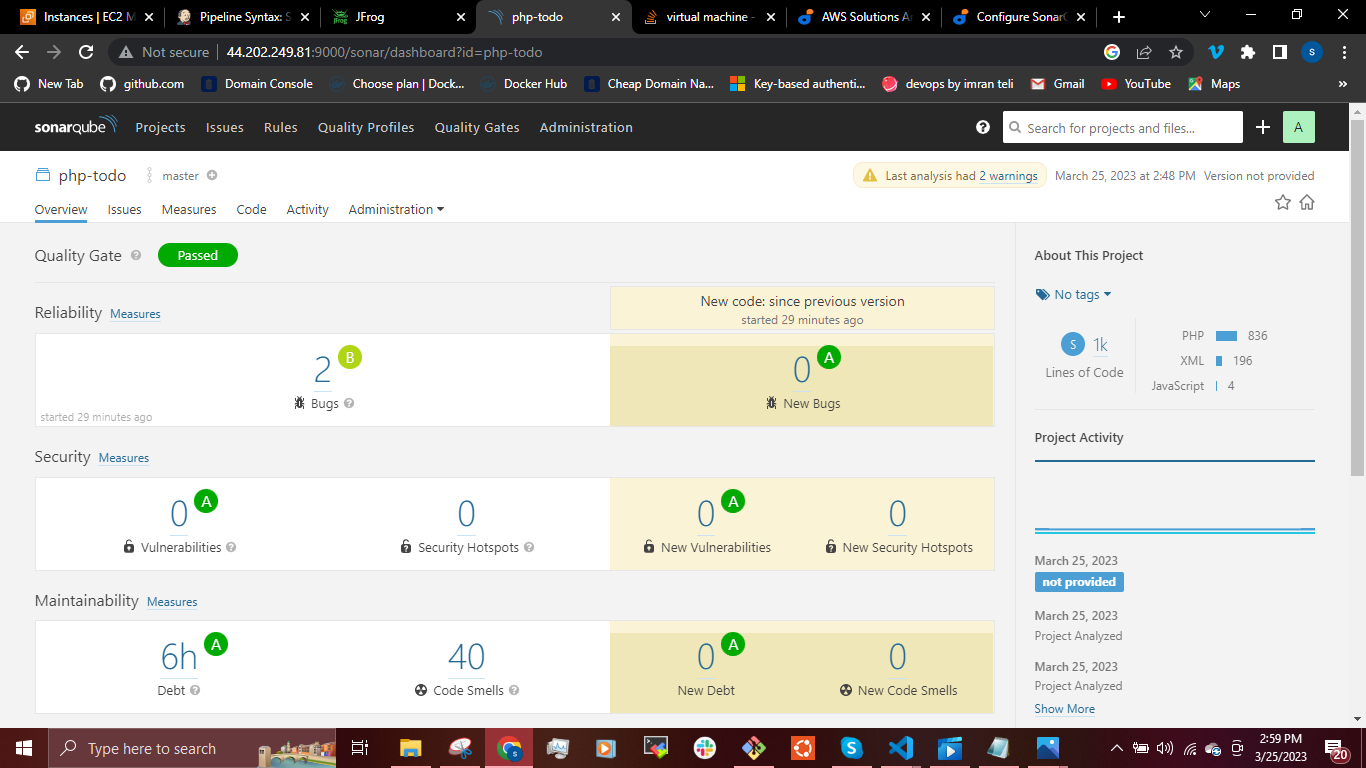 Instances | EC2 M
Pipeline Syntax: S
JFrog
php-todo
virtual machine -
AWS Solutions A
Configure Sonar
Not secure
44.202.249.81:9000/sonar/dashboard?id=php-todo
s
New Tab
github.com
Domain Console
Choose plan | Dock...
Docker Hub
Cheap Domain Na...
Key-based authenti...
devops by imran teli
Gmail
YouTube
Maps
»
sonarqube
Projects
Issues
Rules
Quality Profiles
Quality Gates
Administration
Search for projects and files...
A
php-todo
master
Last analysis had 2 warnings
March 25, 2023 at 2:48 PM
Version not provided
Overview
Issues
Measures
Code
Activity
Administration
Quality Gate
Passed
Reliability
Measures
New code: since previous version
started 29 minutes ago
2
B
Bugs
started 29 minutes ago
0
A
New Bugs
Security
Measures
0
A
Vulnerabilities
0
Security Hotspots
0
A
New Vulnerabilities
0
New Security Hotspots
Maintainability
Measures
6h
A
Debt
40
Code Smells
0
A
New Debt
0
New Code Smells
About This Project
No tags
S
1k
Lines of Code
PHP 836
XML 196
JavaScript 4
Project Activity
March 25, 2023
not provided
March 25, 2023
Project Analyzed
March 25, 2023
Project Analyzed
Show More
Type here to search
2:59 PM
3/25/2023
20